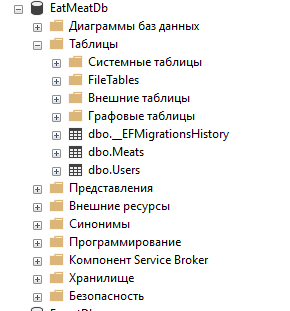 EatMeatDb
Диаграммы баз данных
Таблицы
Системные таблицы
FileTables
Внешние таблицы
Графовые таблицы
dbo.__EFMigrationsHistory
dbo.Meats
dbo.Users
Представления
Внешние ресурсы
Синонимы
Программирование
Компонент Service Broker
Хранилище
Безопасность